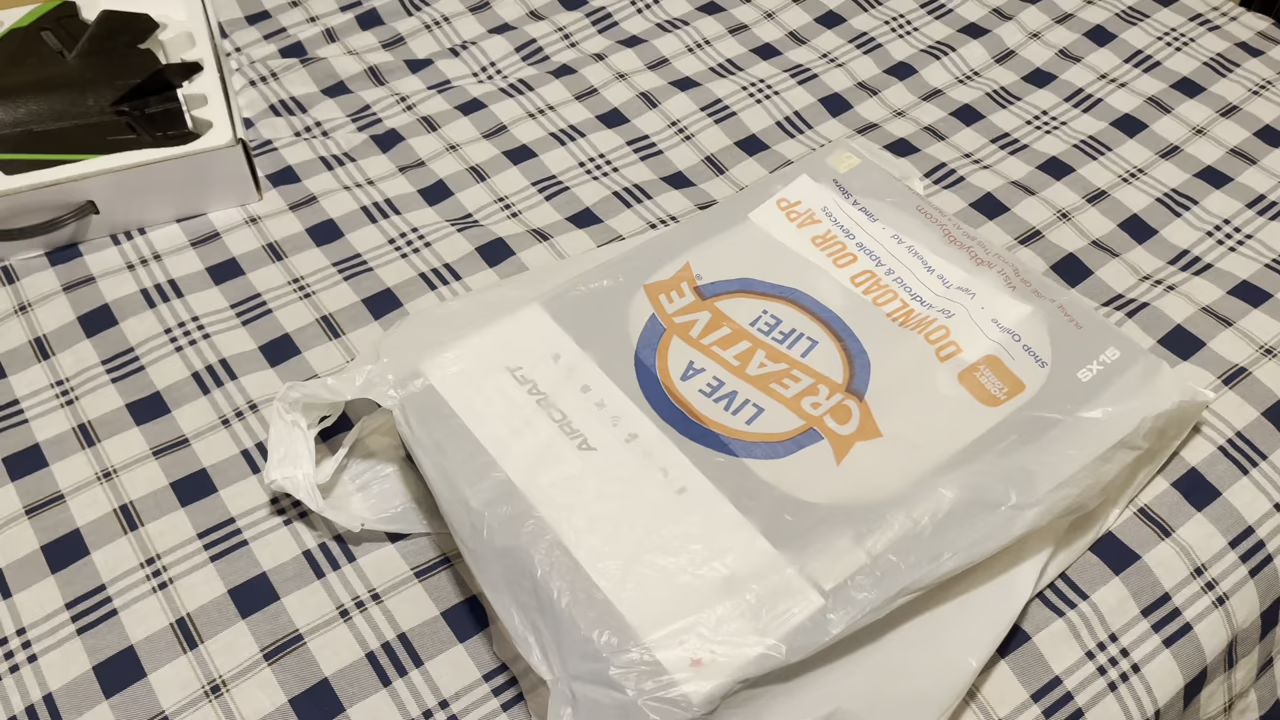 LIVE A
CREATIVE®
LIFE!
DOWNLOAD OUR APP
for Android & Apple devices
Shop Online • View The Weekly Ad • Find A Store
HOBBY
LOBBY
Visit hobbylobby.com
SX15
AIRCRAFT